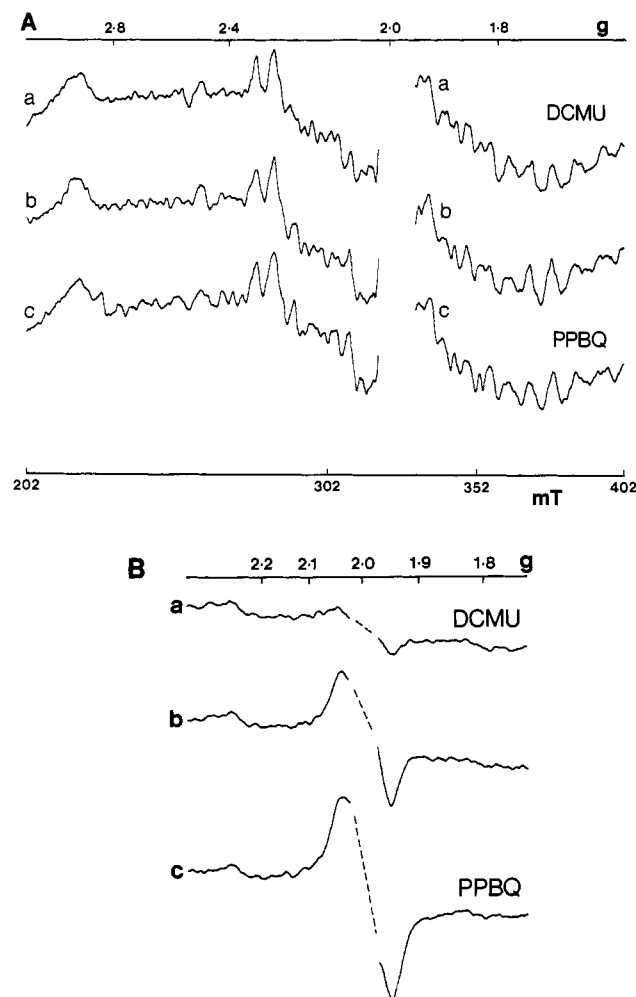 A
2·8 2·4 2·0 1·8 g
a a
DCMU
b b
c c
PPBQ
202 302 352 402
mT
B 2·2 2·1 2·0 1·9 1·8 g
a DCMU
b
c PPBQ